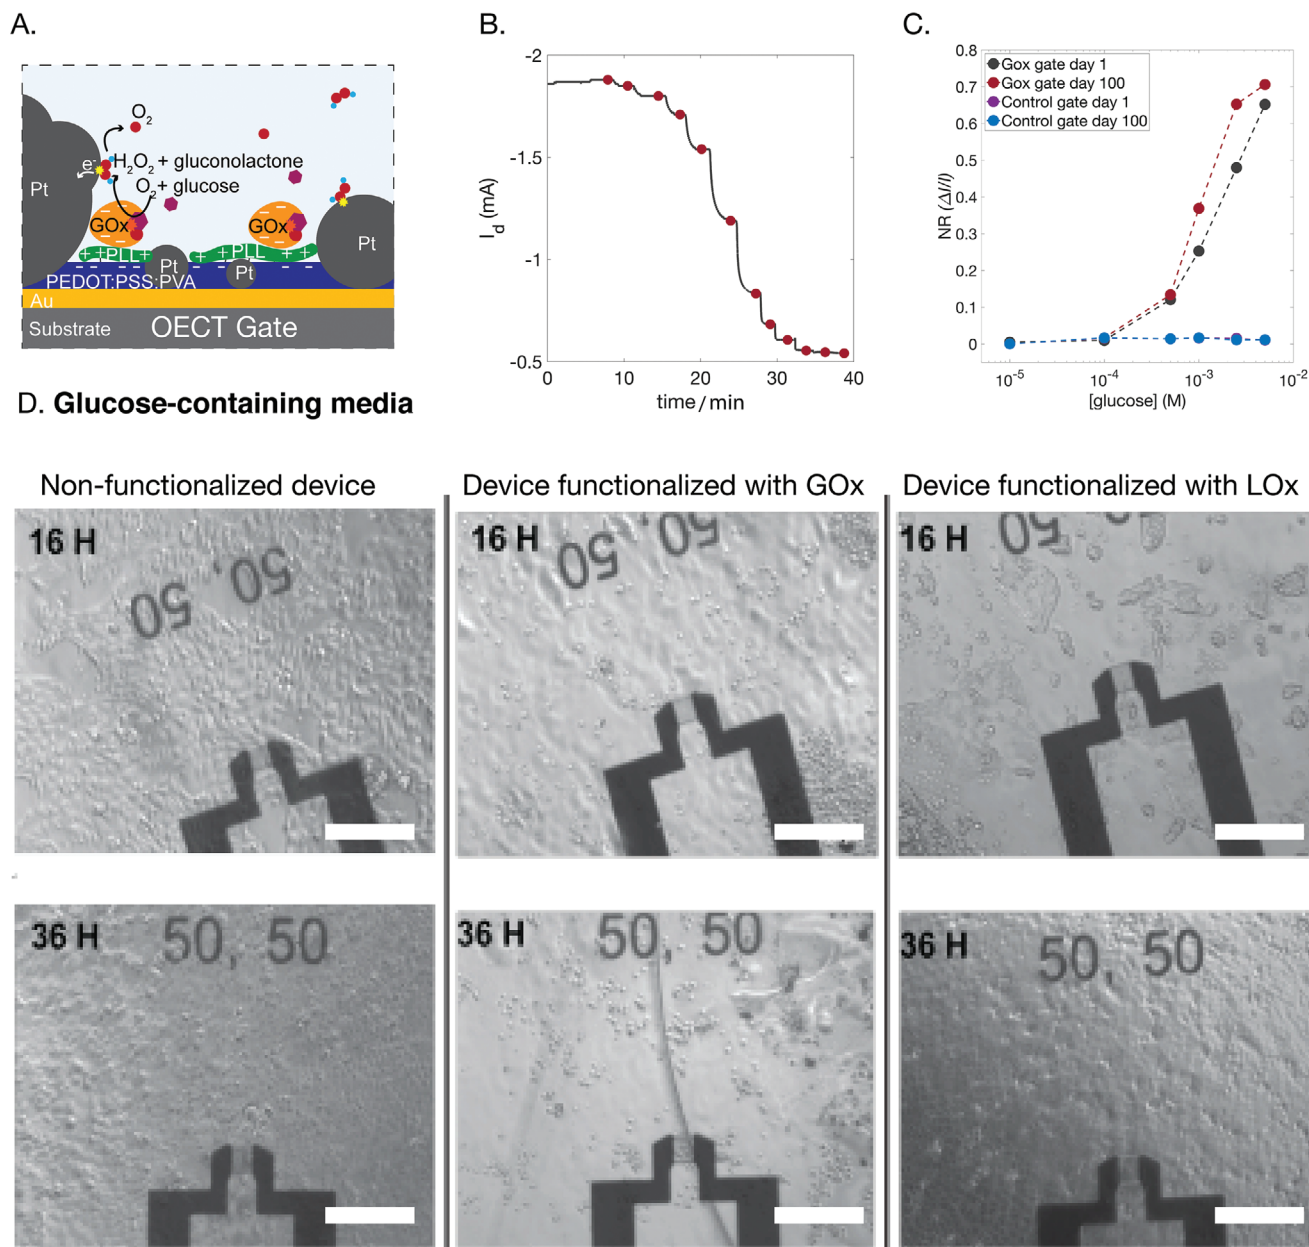 A.
O2
e-
H2O2 + gluconolactone
O2 + glucose
Pt
GOx
GOx
Pt
+ + PLL +
+ + PLL + +
Pt
Pt
PEDOT:PSS:PVA
Au
Substrate
OECT Gate
B.
-2
-1.5
-1
-0.5
Id (mA)
0
10
20
30
40
time / min
C.
0.8
0.7
0.6
0.5
0.4
0.3
0.2
0.1
0
NR (ΔI/I)
Gox gate day 1
Gox gate day 100
Control gate day 1
Control gate day 100
10-5
10-4
10-3
10-2
[glucose] (M)
D. Glucose-containing media
Non-functionalized device
Device functionalized with GOx
Device functionalized with LOx
16 H
50, 50
16 H
50, 50
16 H
50,
36 H
50, 50
36 H
50 50
36 H
50, 50